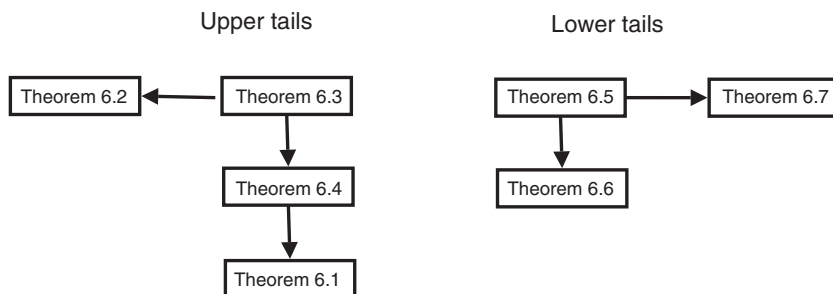 Upper tails
Lower tails
Theorem 6.2
Theorem 6.3
Theorem 6.5
Theorem 6.7
Theorem 6.4
Theorem 6.6
Theorem 6.1